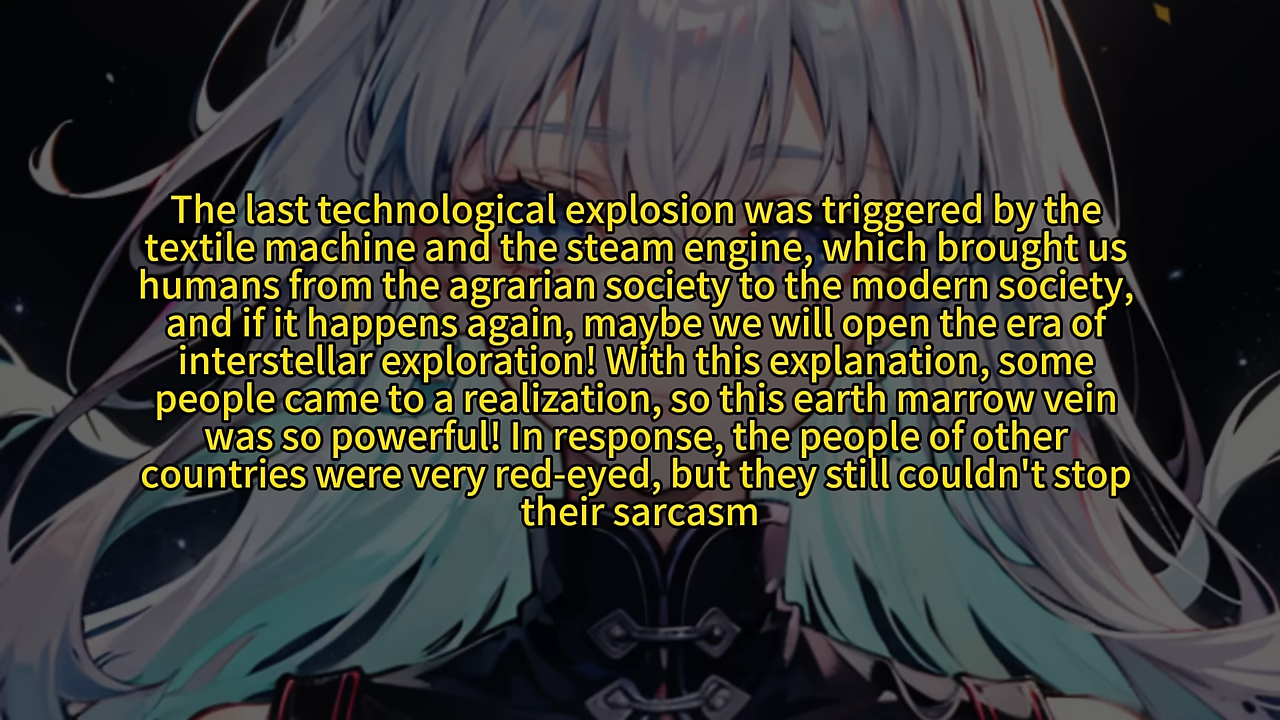 The last technological explosion was triggered by the
textile machine and the steam engine, which brought us
humans from the agrarian society to the modern society,
and if it happens again, maybe we will open the era of
interstellar exploration! With this explanation, some
people came to a realization, so this earth marrow vein
was so powerful! In response, the people of other
countries were very red-eyed, but they still couldn't stop
their sarcasm